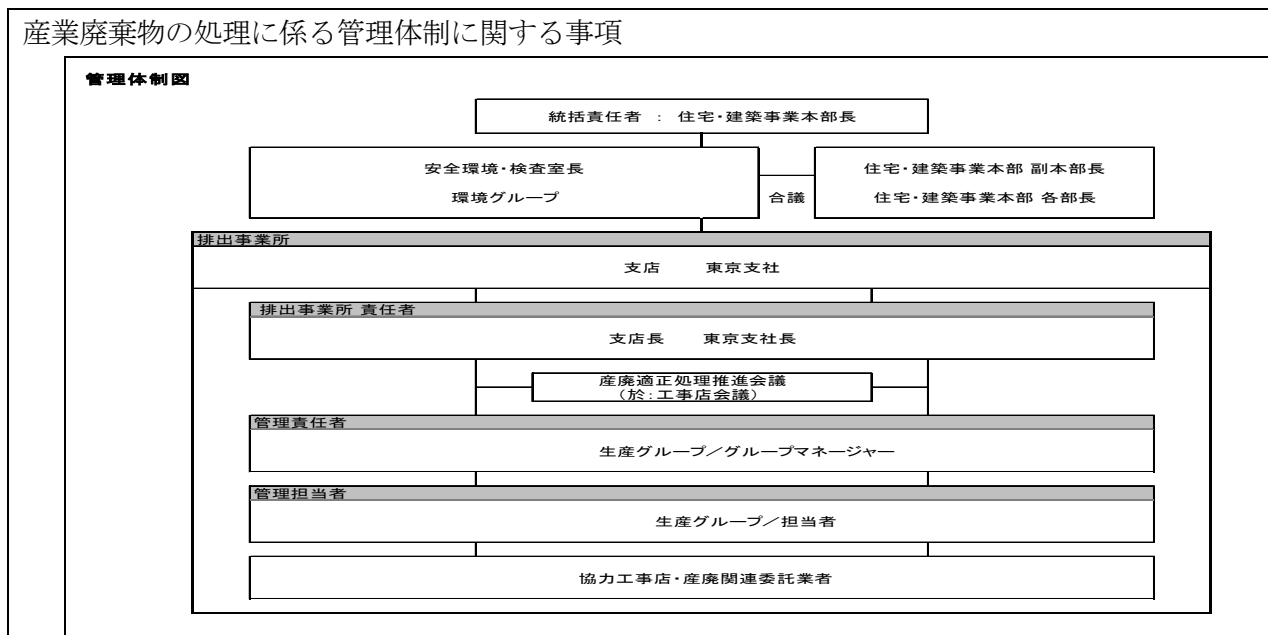 産業廃棄物の処理に係る管理体制に関する事項
管理体制図
統括責任者 : 住宅・建築事業本部長
安全環境・検査室長
環境グループ
合議
住宅・建築事業本部 副本部長
住宅・建築事業本部 各部長
排出事業所
支店 東京支社
排出事業所 責任者
支店長 東京支社長
産廃適正処理推進会議
(於:工事店会議)
管理責任者
生産グループ/グループマネージャー
管理担当者
生産グループ/担当者
協力工事店・産廃関連委託業者